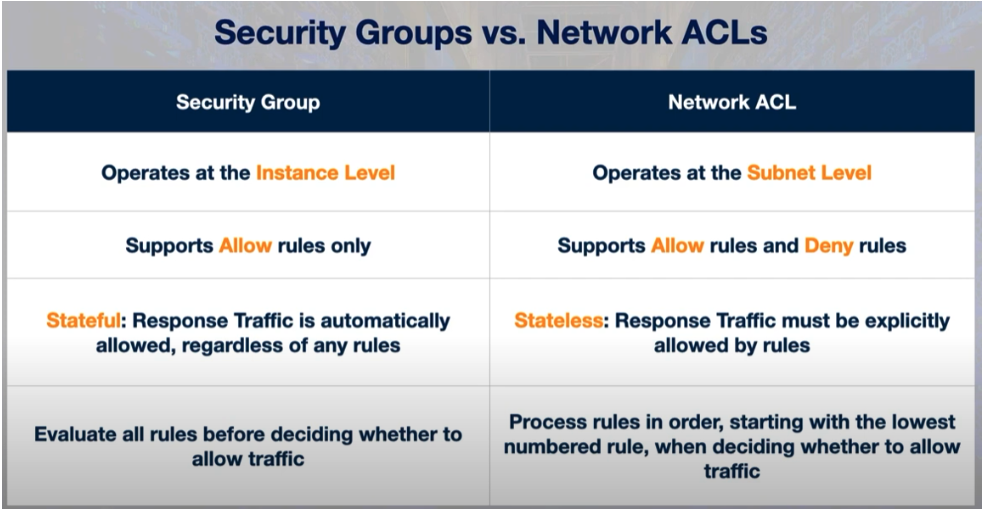 Security Groups vs. Network ACLs
Security Group
Network ACL
Operates at the Instance Level
Operates at the Subnet Level
Supports Allow rules only
Supports Allow rules and Deny rules
Stateful: Response Traffic is automatically
allowed, regardless of any rules
Stateless: Response Traffic must be explicitly
allowed by rules
Evaluate all rules before deciding whether to
allow traffic
Process rules in order, starting with the lowest
numbered rule, when deciding whether to allow
traffic